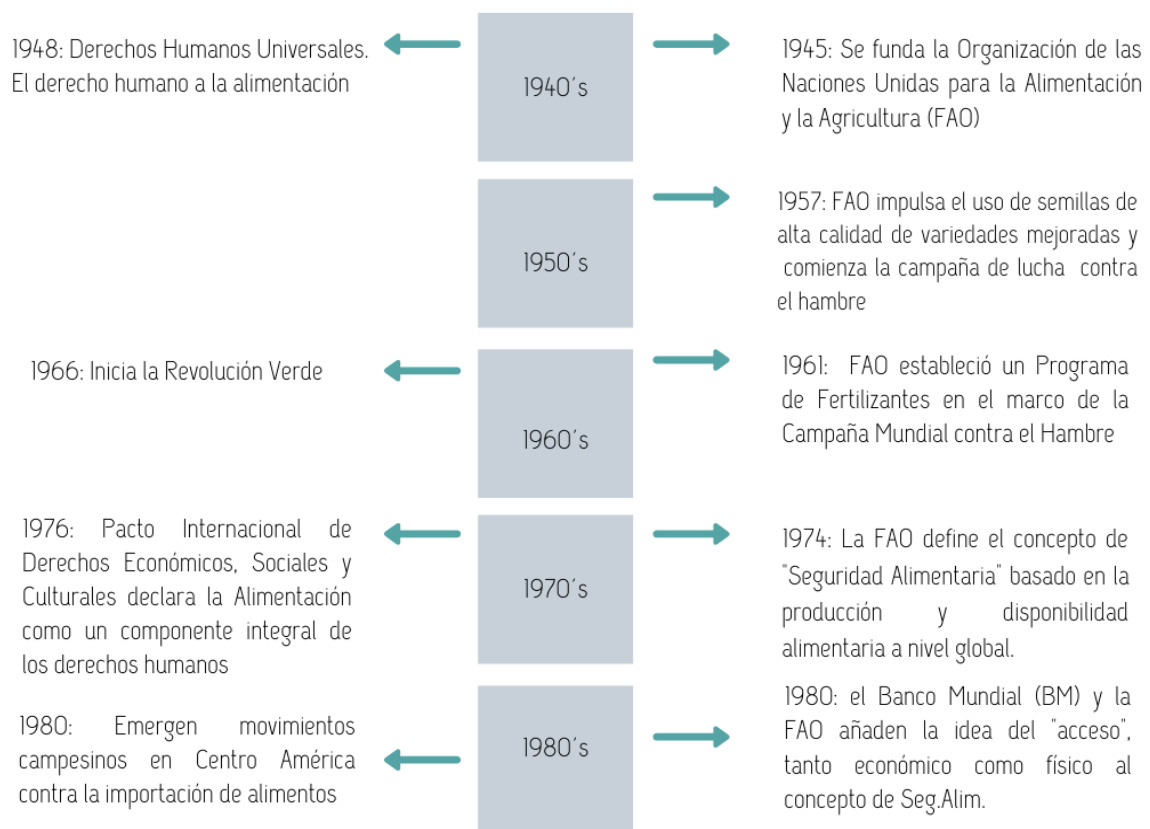 1948: Derechos Humanos Universales.
El derecho humano a la alimentación
1940´s
1945: Se funda la Organización de las
Naciones Unidas para la Alimentación
y la Agricultura (FAO)
1950´s
1957: FAO impulsa el uso de semillas de
alta calidad de variedades mejoradas y
comienza la campaña de lucha contra
el hambre
1966: Inicia la Revolución Verde
1960´s
1961: FAO estableció un Programa
de Fertilizantes en el marco de la
Campaña Mundial contra el Hambre
1976: Pacto Internacional de
Derechos Económicos, Sociales y
Culturales declara la Alimentación
como un componente integral de
los derechos humanos
1970´s
1974: La FAO define el concepto de
"Seguridad Alimentaria" basado en la
producción y disponibilidad
alimentaria a nivel global.
1980: Emergen movimientos
campesinos en Centro América
contra la importación de alimentos
1980´s
1980: el Banco Mundial (BM) y la
FAO añaden la idea del "acceso",
tanto económico como físico al
concepto de Seg.Alim.